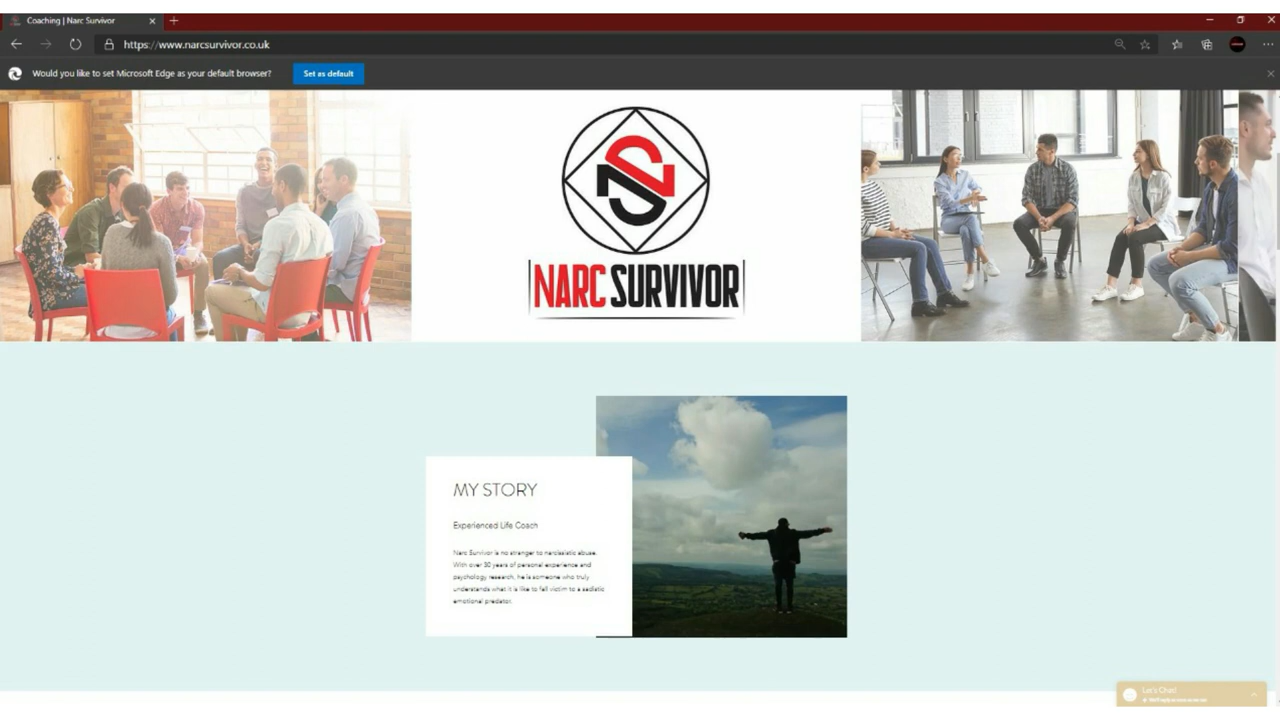 Coaching | Narc Survivor
https://www.narcsurvivor.co.uk
Would you like to set Microsoft Edge as your default browser?
Set as default
NARC SURVIVOR
MY STORY
Experienced Life Coach
Narc Survivor is no stranger to narcissistic abuse.
With over 30 years of personal experience and
psychology research, he is someone who truly
understands what it is like to fall victim to a sadistic
emotional predator.
Let's Chat!